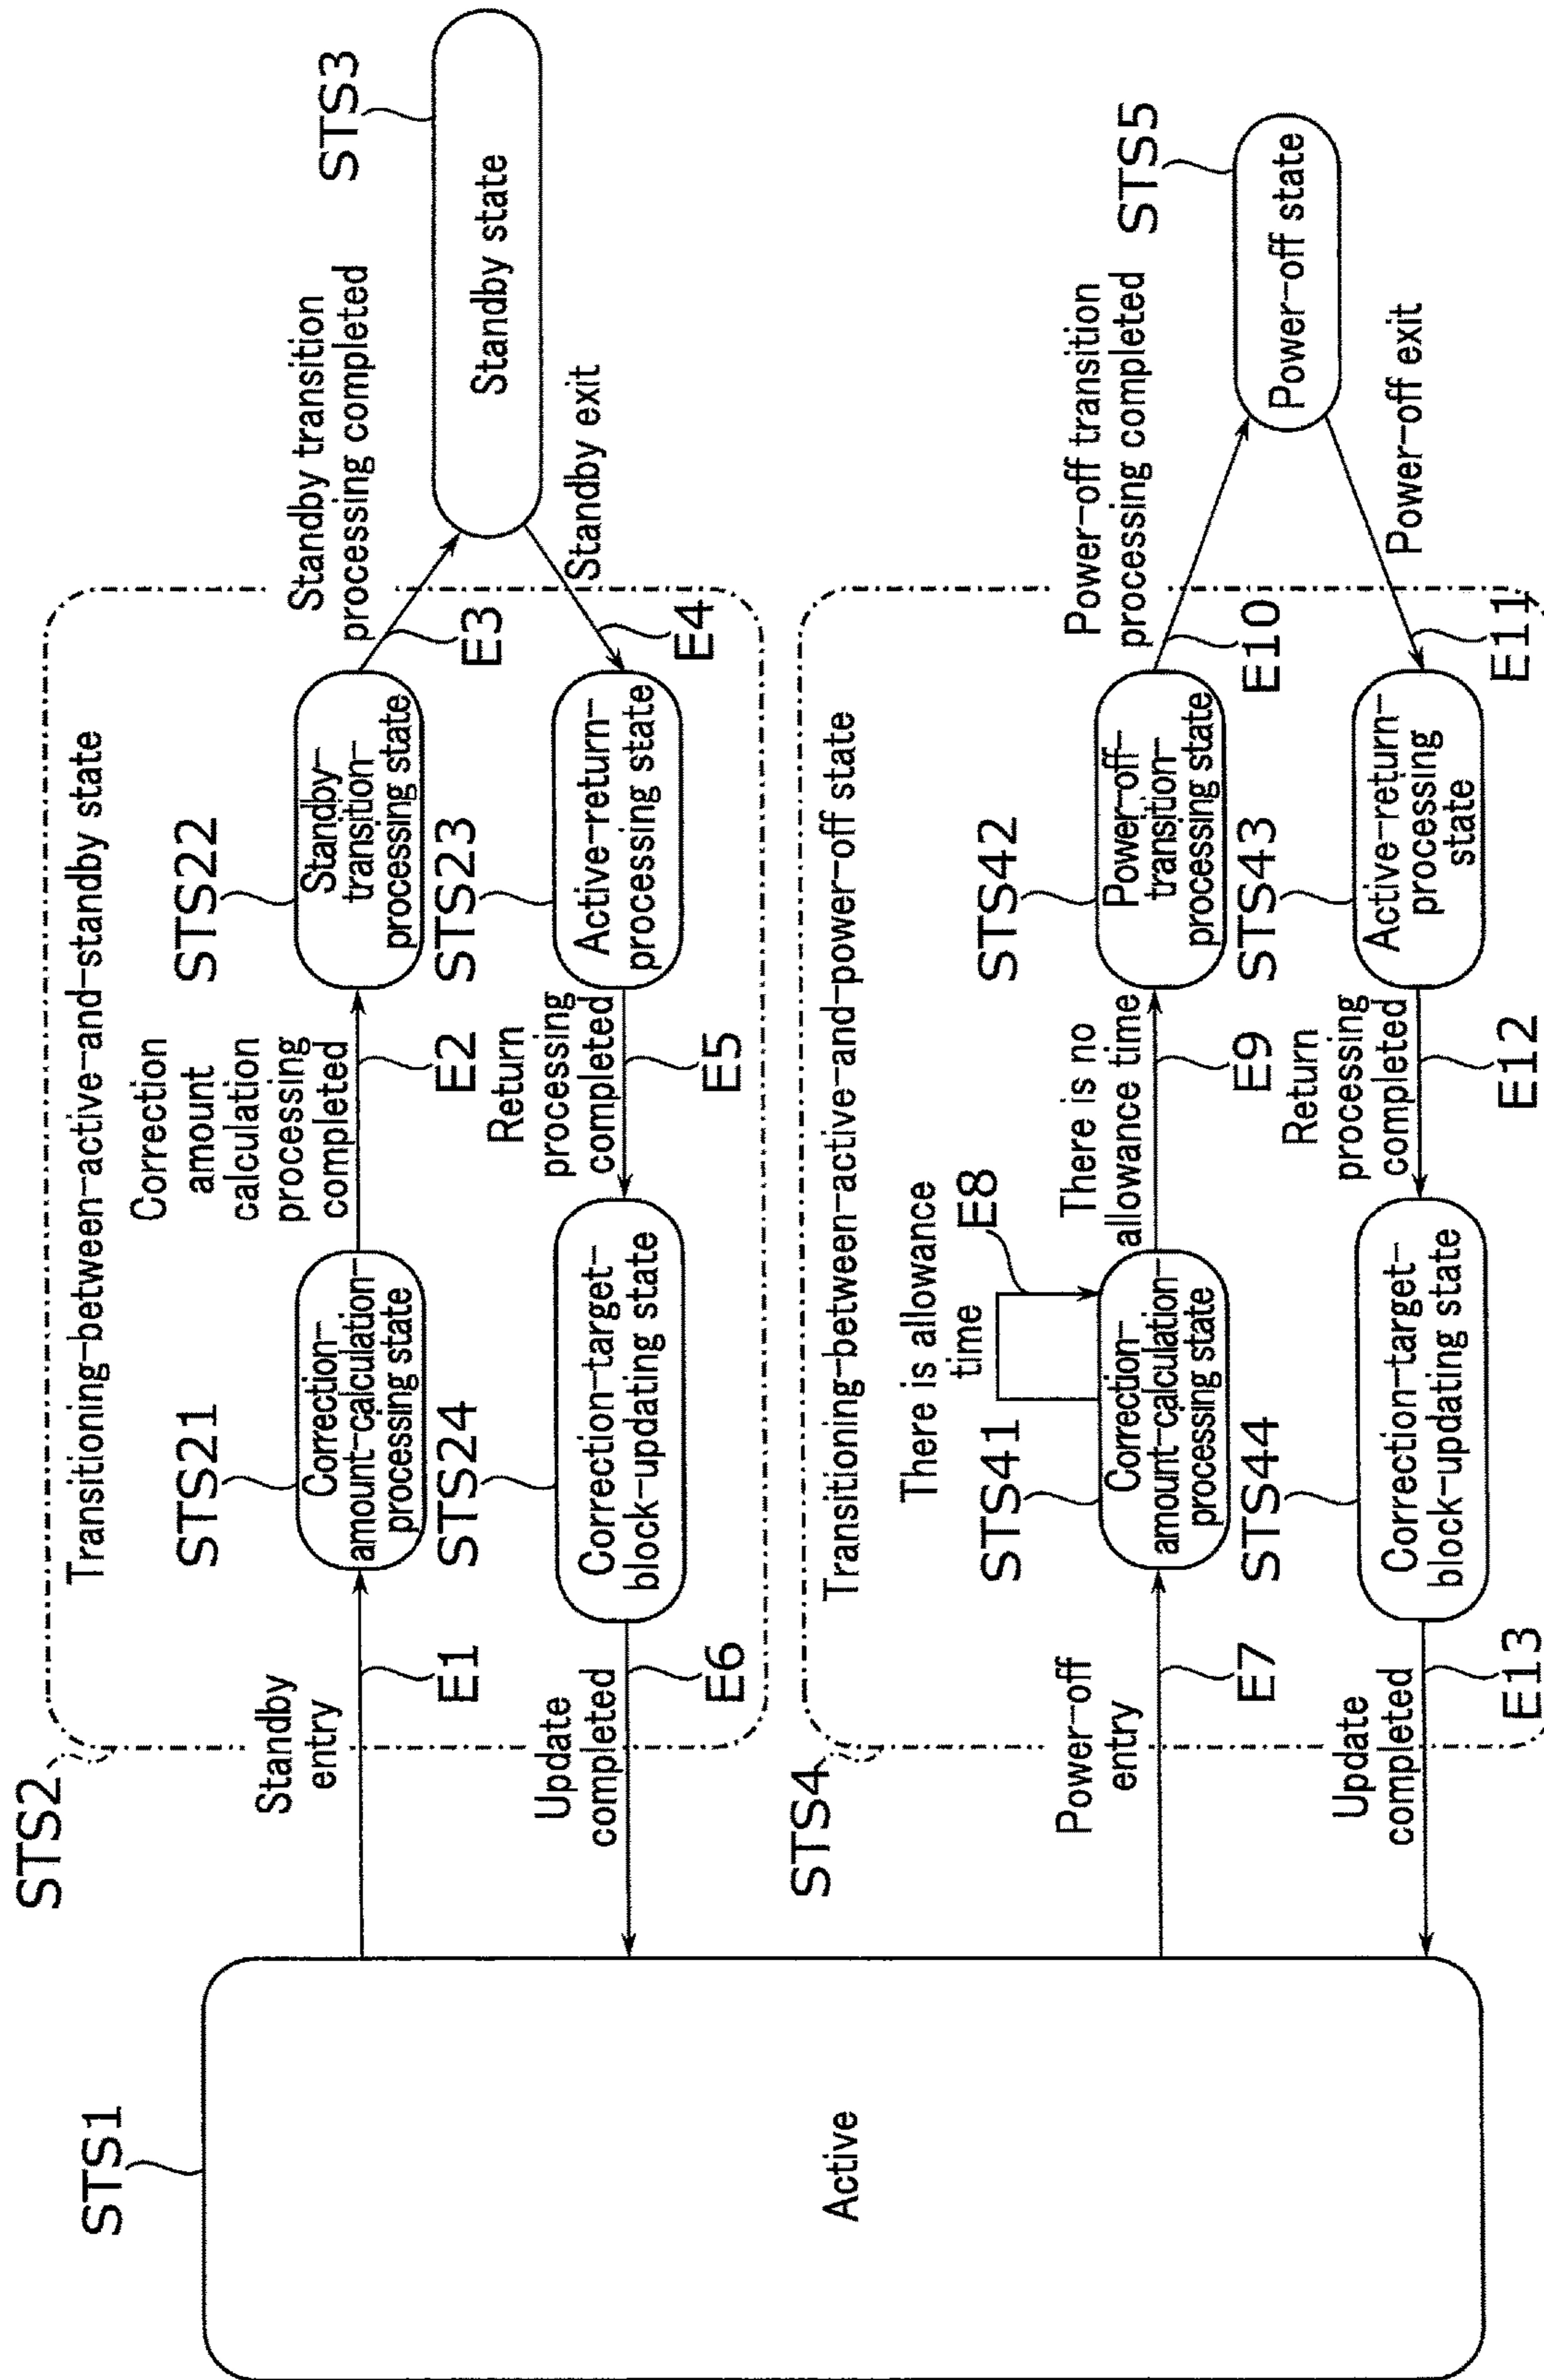 STS1
Active
STS2
Transitioning-between-active-and-standby state
Standby
entry
E1
STS21
Correction-
amount-calculation-
processing state
Correction
amount
calculation
processing
completed
E2
STS22
Standby-
transition-
processing state
Standby transition
processing completed
E3
STS3
Standby state
Standby exit
E4
STS23
Active-return-
processing state
Return
processing
completed
E5
STS24
Correction-target-
block-updating state
Update
completed
E6
STS4
Transitioning-between-active-and-power-off state
Power-off
entry
E7
STS41
Correction-
amount-calculation-
processing state
There is allowance
time
E8
There is no
allowance time
E9
STS42
Power-off-
transition-
processing state
Power-off transition
processing completed
E10
STS5
Power-off state
Power-off exit
E11
STS43
Active-return-
processing
state
Return
processing
completed
E12
STS44
Correction-target-
block-updating state
Update
completed
E13